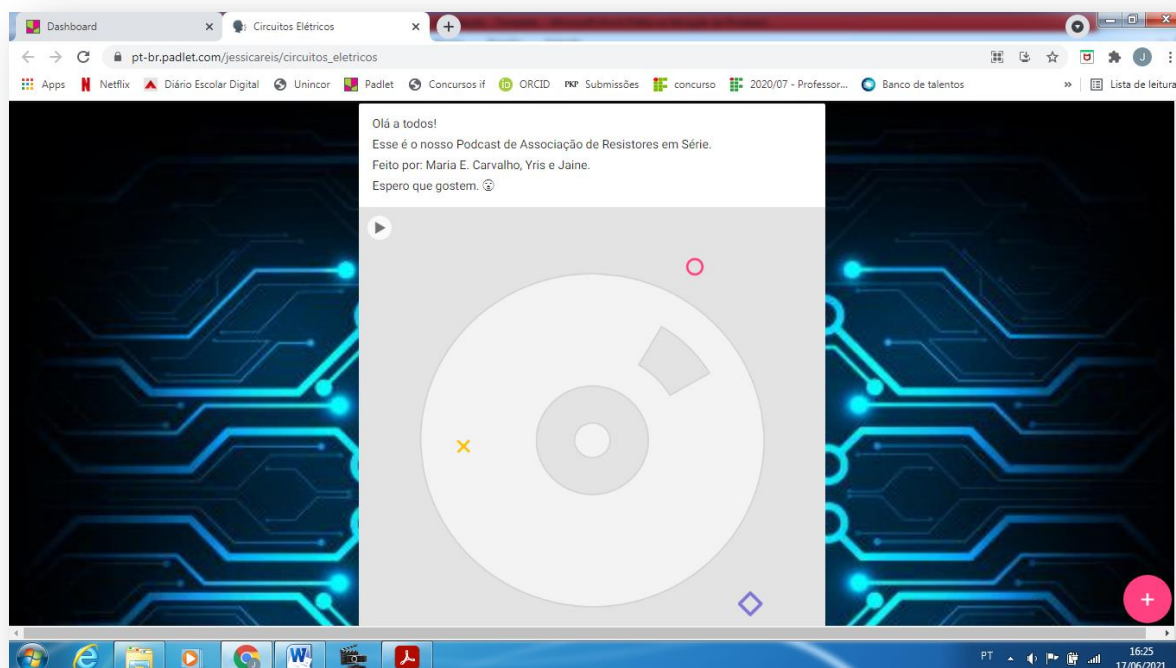 Dashboard
Circuitos Elétricos
pt-br.padlet.com/jessicareis/circuitos_eletricos
Apps
Netflix
Diário Escolar Digital
Unincor
Padlet
Concursos if
iD ORCID
PKP Submissões
concurso
2020/07 - Professor...
Banco de talentos
»
Lista de leitura
J
Olá a todos!
Esse é o nosso Podcast de Associação de Resistores em Série.
Feito por: Maria E. Carvalho, Yris e Jaine.
Espero que gostem.
PT
16:25
17/06/2021